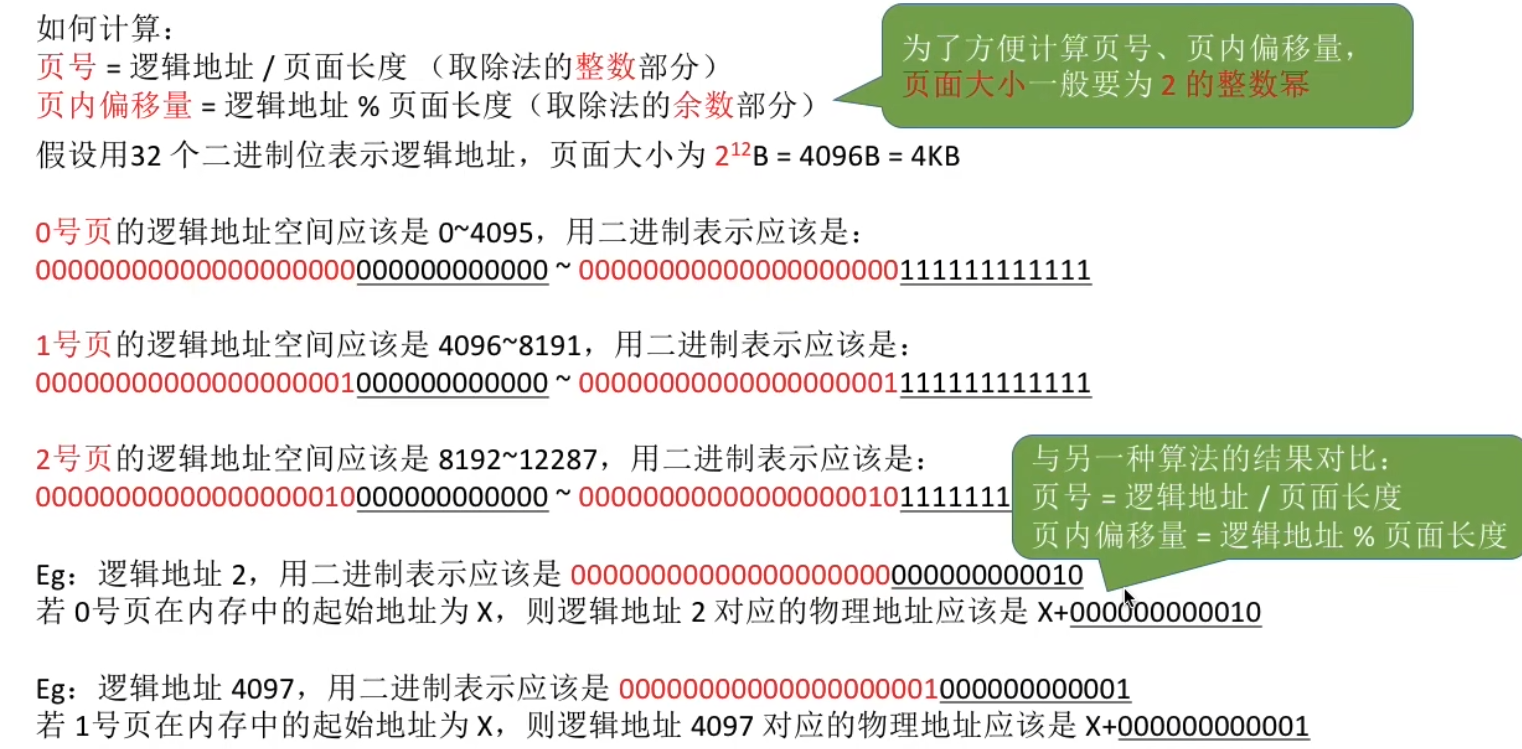 如何计算：
页号 = 逻辑地址 / 页面长度 （取除法的整数部分）
页内偏移量 = 逻辑地址 % 页面长度（取除法的余数部分）
为了方便计算页号、页内偏移量，
页面大小一般要为 2 的整数幂
假设用32 个二进制位表示逻辑地址，页面大小为 2¹²B = 4096B = 4KB
0号页的逻辑地址空间应该是 0~4095，用二进制表示应该是：
00000000000000000000000000000000 ~ 00000000000000000000111111111111
1号页的逻辑地址空间应该是 4096~8191，用二进制表示应该是：
00000000000000000001000000000000 ~ 00000000000000000001111111111111
2号页的逻辑地址空间应该是 8192~12287，用二进制表示应该是：
00000000000000000010000000000000 ~ 000000000000000000101111111
与另一种算法的结果对比：
页号 = 逻辑地址 / 页面长度
页内偏移量 = 逻辑地址 % 页面长度
Eg：逻辑地址 2，用二进制表示应该是 00000000000000000000000000000010
若 0号页在内存中的起始地址为 X，则逻辑地址 2 对应的物理地址应该是 X+000000000010
Eg：逻辑地址 4097，用二进制表示应该是 00000000000000000001000000000001
若 1号页在内存中的起始地址为 X，则逻辑地址 4097 对应的物理地址应该是 X+000000000001